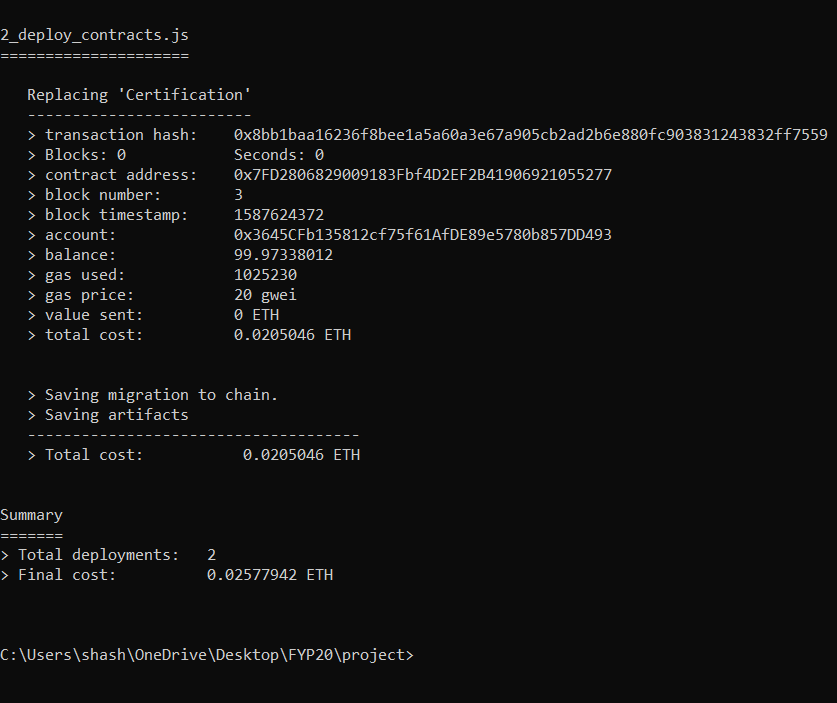 2_deploy_contracts.js
=====================
Replacing 'Certification'
-------------------------
> transaction hash:    0x8bb1baa16236f8bee1a5a60a3e67a905cb2ad2b6e880fc903831243832ff7559
> Blocks: 0            Seconds: 0
> contract address:    0x7FD2806829009183Fbf4D2EF2B41906921055277
> block number:        3
> block timestamp:     1587624372
> account:             0x3645CFb135812cf75f61AfDE89e5780b857DD493
> balance:             99.97338012
> gas used:            1025230
> gas price:           20 gwei
> value sent:          0 ETH
> total cost:          0.0205046 ETH
> Saving migration to chain.
> Saving artifacts
-------------------------------------
> Total cost:           0.0205046 ETH
Summary
=======
> Total deployments:   2
> Final cost:          0.02577942 ETH
C:\Users\shash\OneDrive\Desktop\FYP20\project>